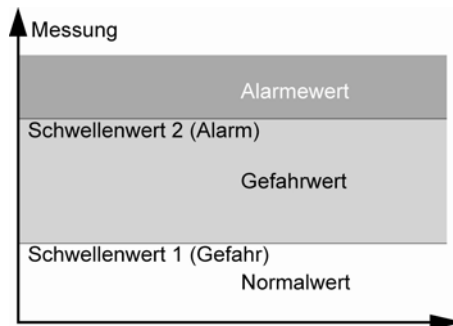 Messung
Alarmewert
Schwellenwert 2 (Alarm)
Gefahrwert
Schwellenwert 1 (Gefahr)
Normalwert